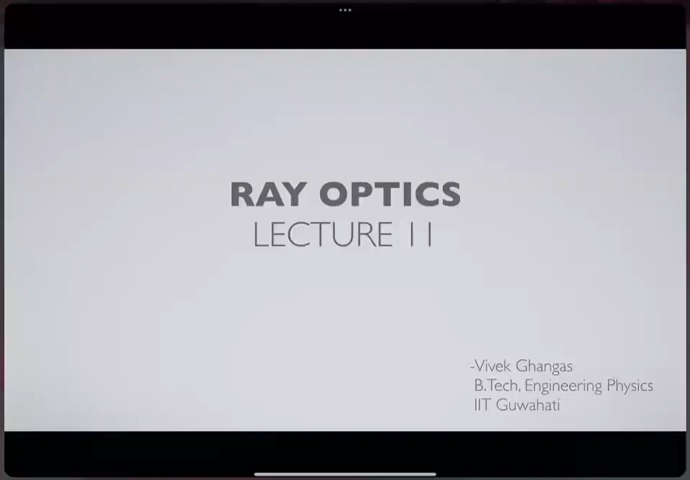 RAY OPTICS
LECTURE 11
-Vivek Ghangas
B.Tech, Engineering Physics
IIT Guwahati